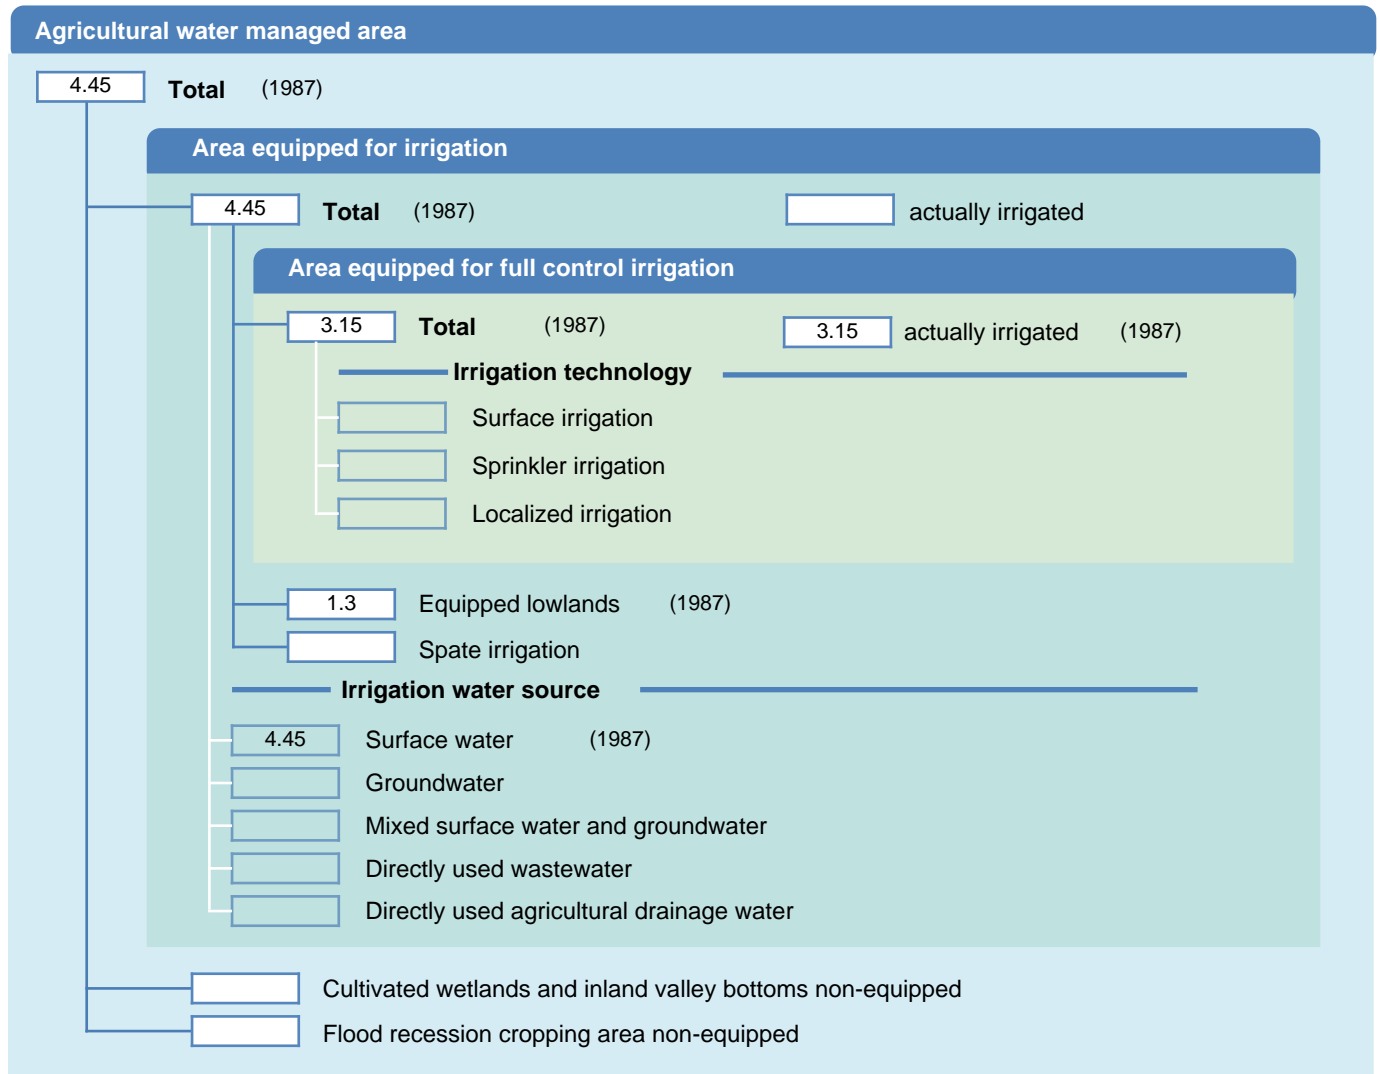 Agricultural water managed area
4.45 Total (1987)
Area equipped for irrigation
4.45 Total (1987) actually irrigated
Area equipped for full control irrigation
3.15 Total (1987) 3.15 actually irrigated (1987)
Irrigation technology
Surface irrigation
Sprinkler irrigation
Localized irrigation
1.3 Equipped lowlands (1987)
Spate irrigation
Irrigation water source
4.45 Surface water (1987)
Groundwater
Mixed surface water and groundwater
Directly used wastewater
Directly used agricultural drainage water
Cultivated wetlands and inland valley bottoms non-equipped
Flood recession cropping area non-equipped